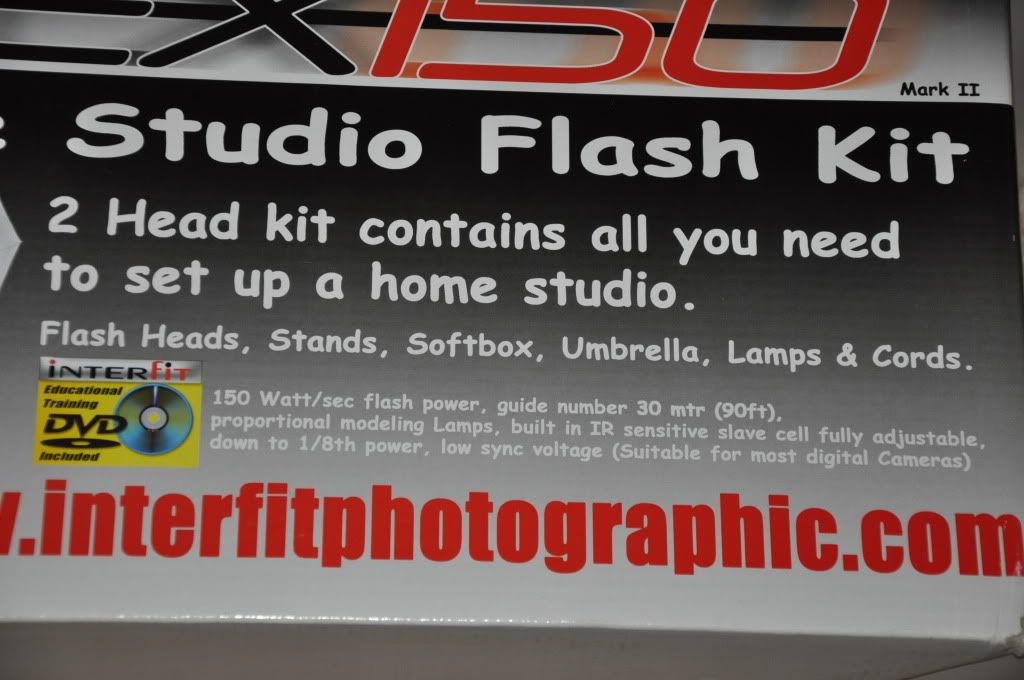 EX150
Mark II
Studio Flash Kit
2 Head kit contains all you need
to set up a home studio.
Flash Heads, Stands, Softbox, Umbrella, Lamps & Cords.
INTERFIT
Educational
Training
DVD
Included
150 Watt/sec flash power, guide number 30 mtr (90ft),
proportional modeling Lamps, built in IR sensitive slave cell fully adjustable,
down to 1/8th power, low sync voltage (Suitable for most digital Cameras)
.interfitphotographic.com